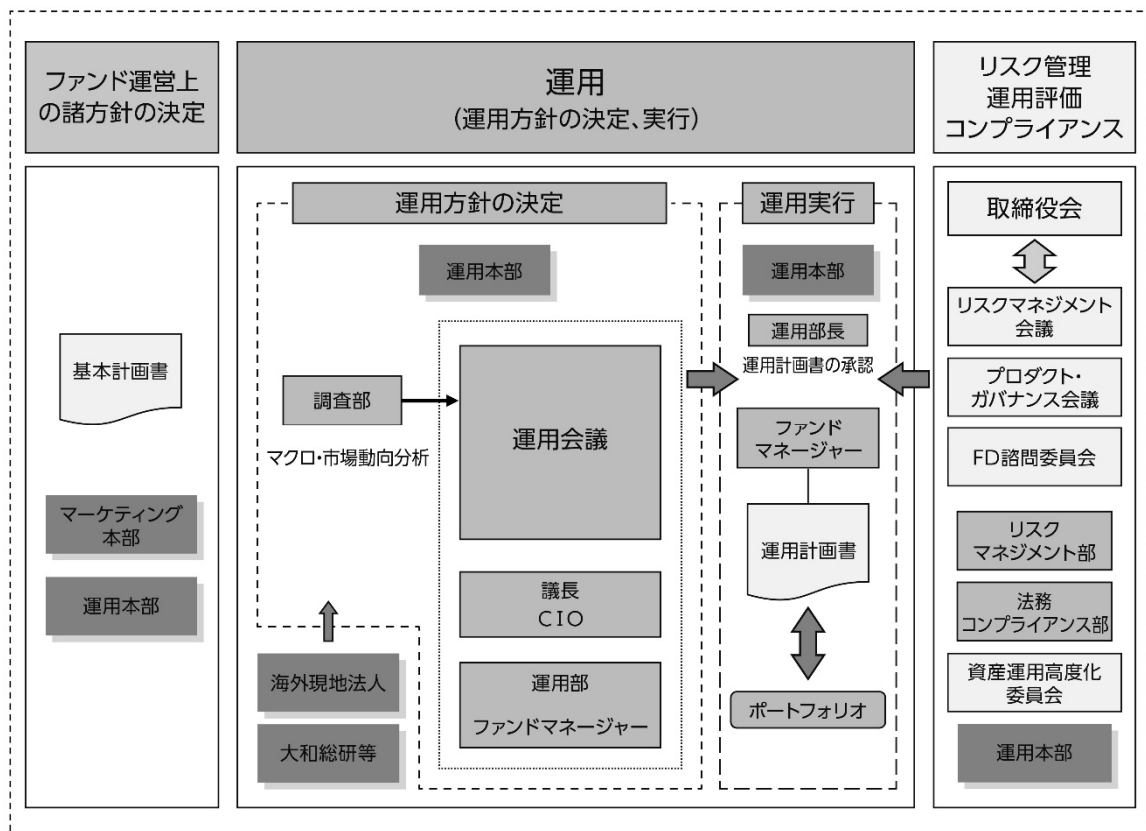 ファンド運営上
の諸方針の決定
運用
(運用方針の決定、実行)
リスク管理
運用評価
コンプライアンス
基本計画書
マーケティング
本部
運用本部
運用方針の決定
運用本部
調査部
マクロ・市場動向分析
運用会議
議長
CIO
運用部
ファンドマネージャー
海外現地法人
大和総研等
運用実行
運用本部
運用部長
運用計画書の承認
ファンド
マネージャー
運用計画書
ポートフォリオ
取締役会
リスクマネジメント
会議
プロダクト・
ガバナンス会議
FD諮問委員会
リスク
マネジメント部
法務
コンプライアンス部
資産運用高度化
委員会
運用本部